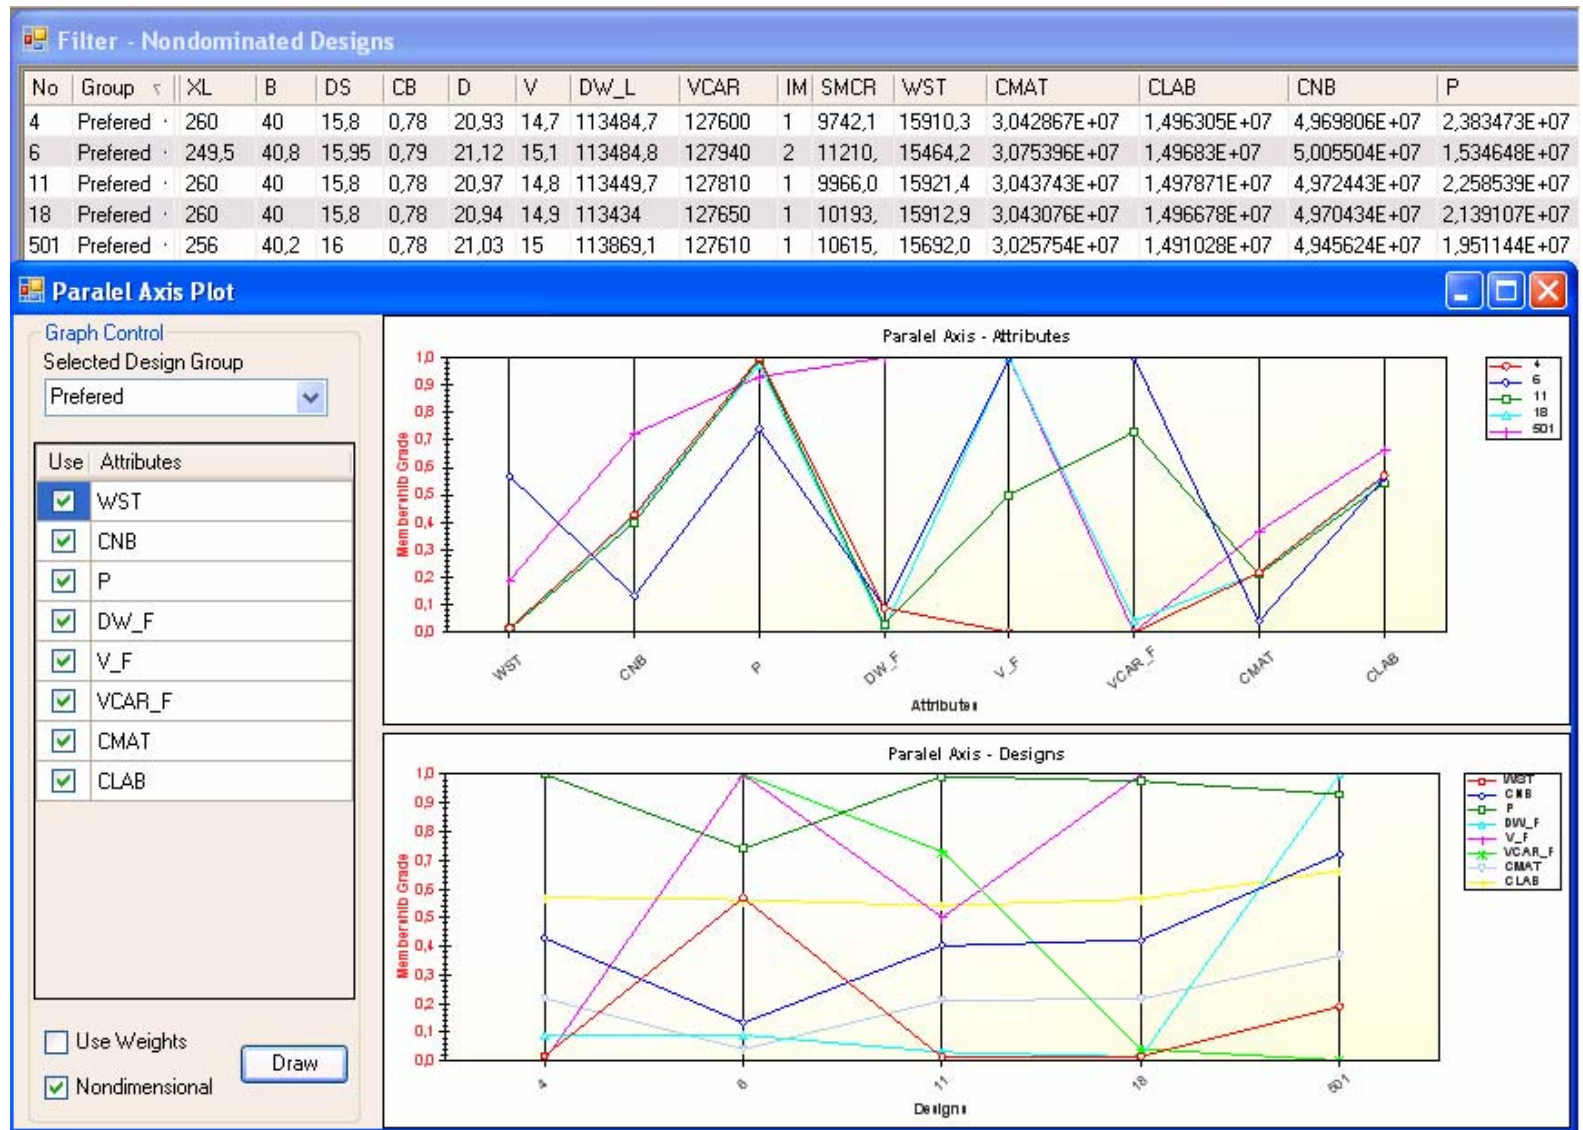 Filter - Nondominated Designs
No Group XL B DS CB D V DW_L VCAR IM SMCR WST CMAT CLAB CNB P
4 Prefered 260 40 15,8 0,78 20,93 14,7 113484,7 127600 1 9742,1 15910,3 3,042867E+07 1,496305E+07 4,969806E+07 2,383473E+07
6 Prefered 249,5 40,8 15,95 0,79 21,12 15,1 113484,8 127940 2 11210, 15464,2 3,075396E+07 1,49683E+07 5,005504E+07 1,534648E+07
11 Prefered 260 40 15,8 0,78 20,97 14,8 113449,7 127810 1 9966,0 15921,4 3,043743E+07 1,497871E+07 4,972443E+07 2,258539E+07
18 Prefered 260 40 15,8 0,78 20,94 14,9 113434 127650 1 10193, 15912,9 3,043076E+07 1,496678E+07 4,970434E+07 2,139107E+07
501 Prefered 256 40,2 16 0,78 21,03 15 113869,1 127610 1 10615, 15692,0 3,025754E+07 1,491028E+07 4,945624E+07 1,951144E+07
Paralel Axis Plot
Graph Control
Selected Design Group
Prefered
Use Attributes
WST
CNB
P
DW_F
V_F
VCAR_F
CMAT
CLAB
Use Weights
Nondimensional
Draw
Paralel Axis - Attributes
Membership Grade
1,0
0,9
0,8
0,7
0,6
0,5
0,4
0,3
0,2
0,1
0,0
WST CNB P DW_F V_F VCAR_F CMAT CLAB
Attributes
4
6
11
18
501
Paralel Axis - Designs
Membership Grade
1,0
0,9
0,8
0,7
0,6
0,5
0,4
0,3
0,2
0,1
0,0
4 6 11 18 501
Designs
WST
CNB
P
DW_F
V_F
VCAR_F
CMAT
CLAB